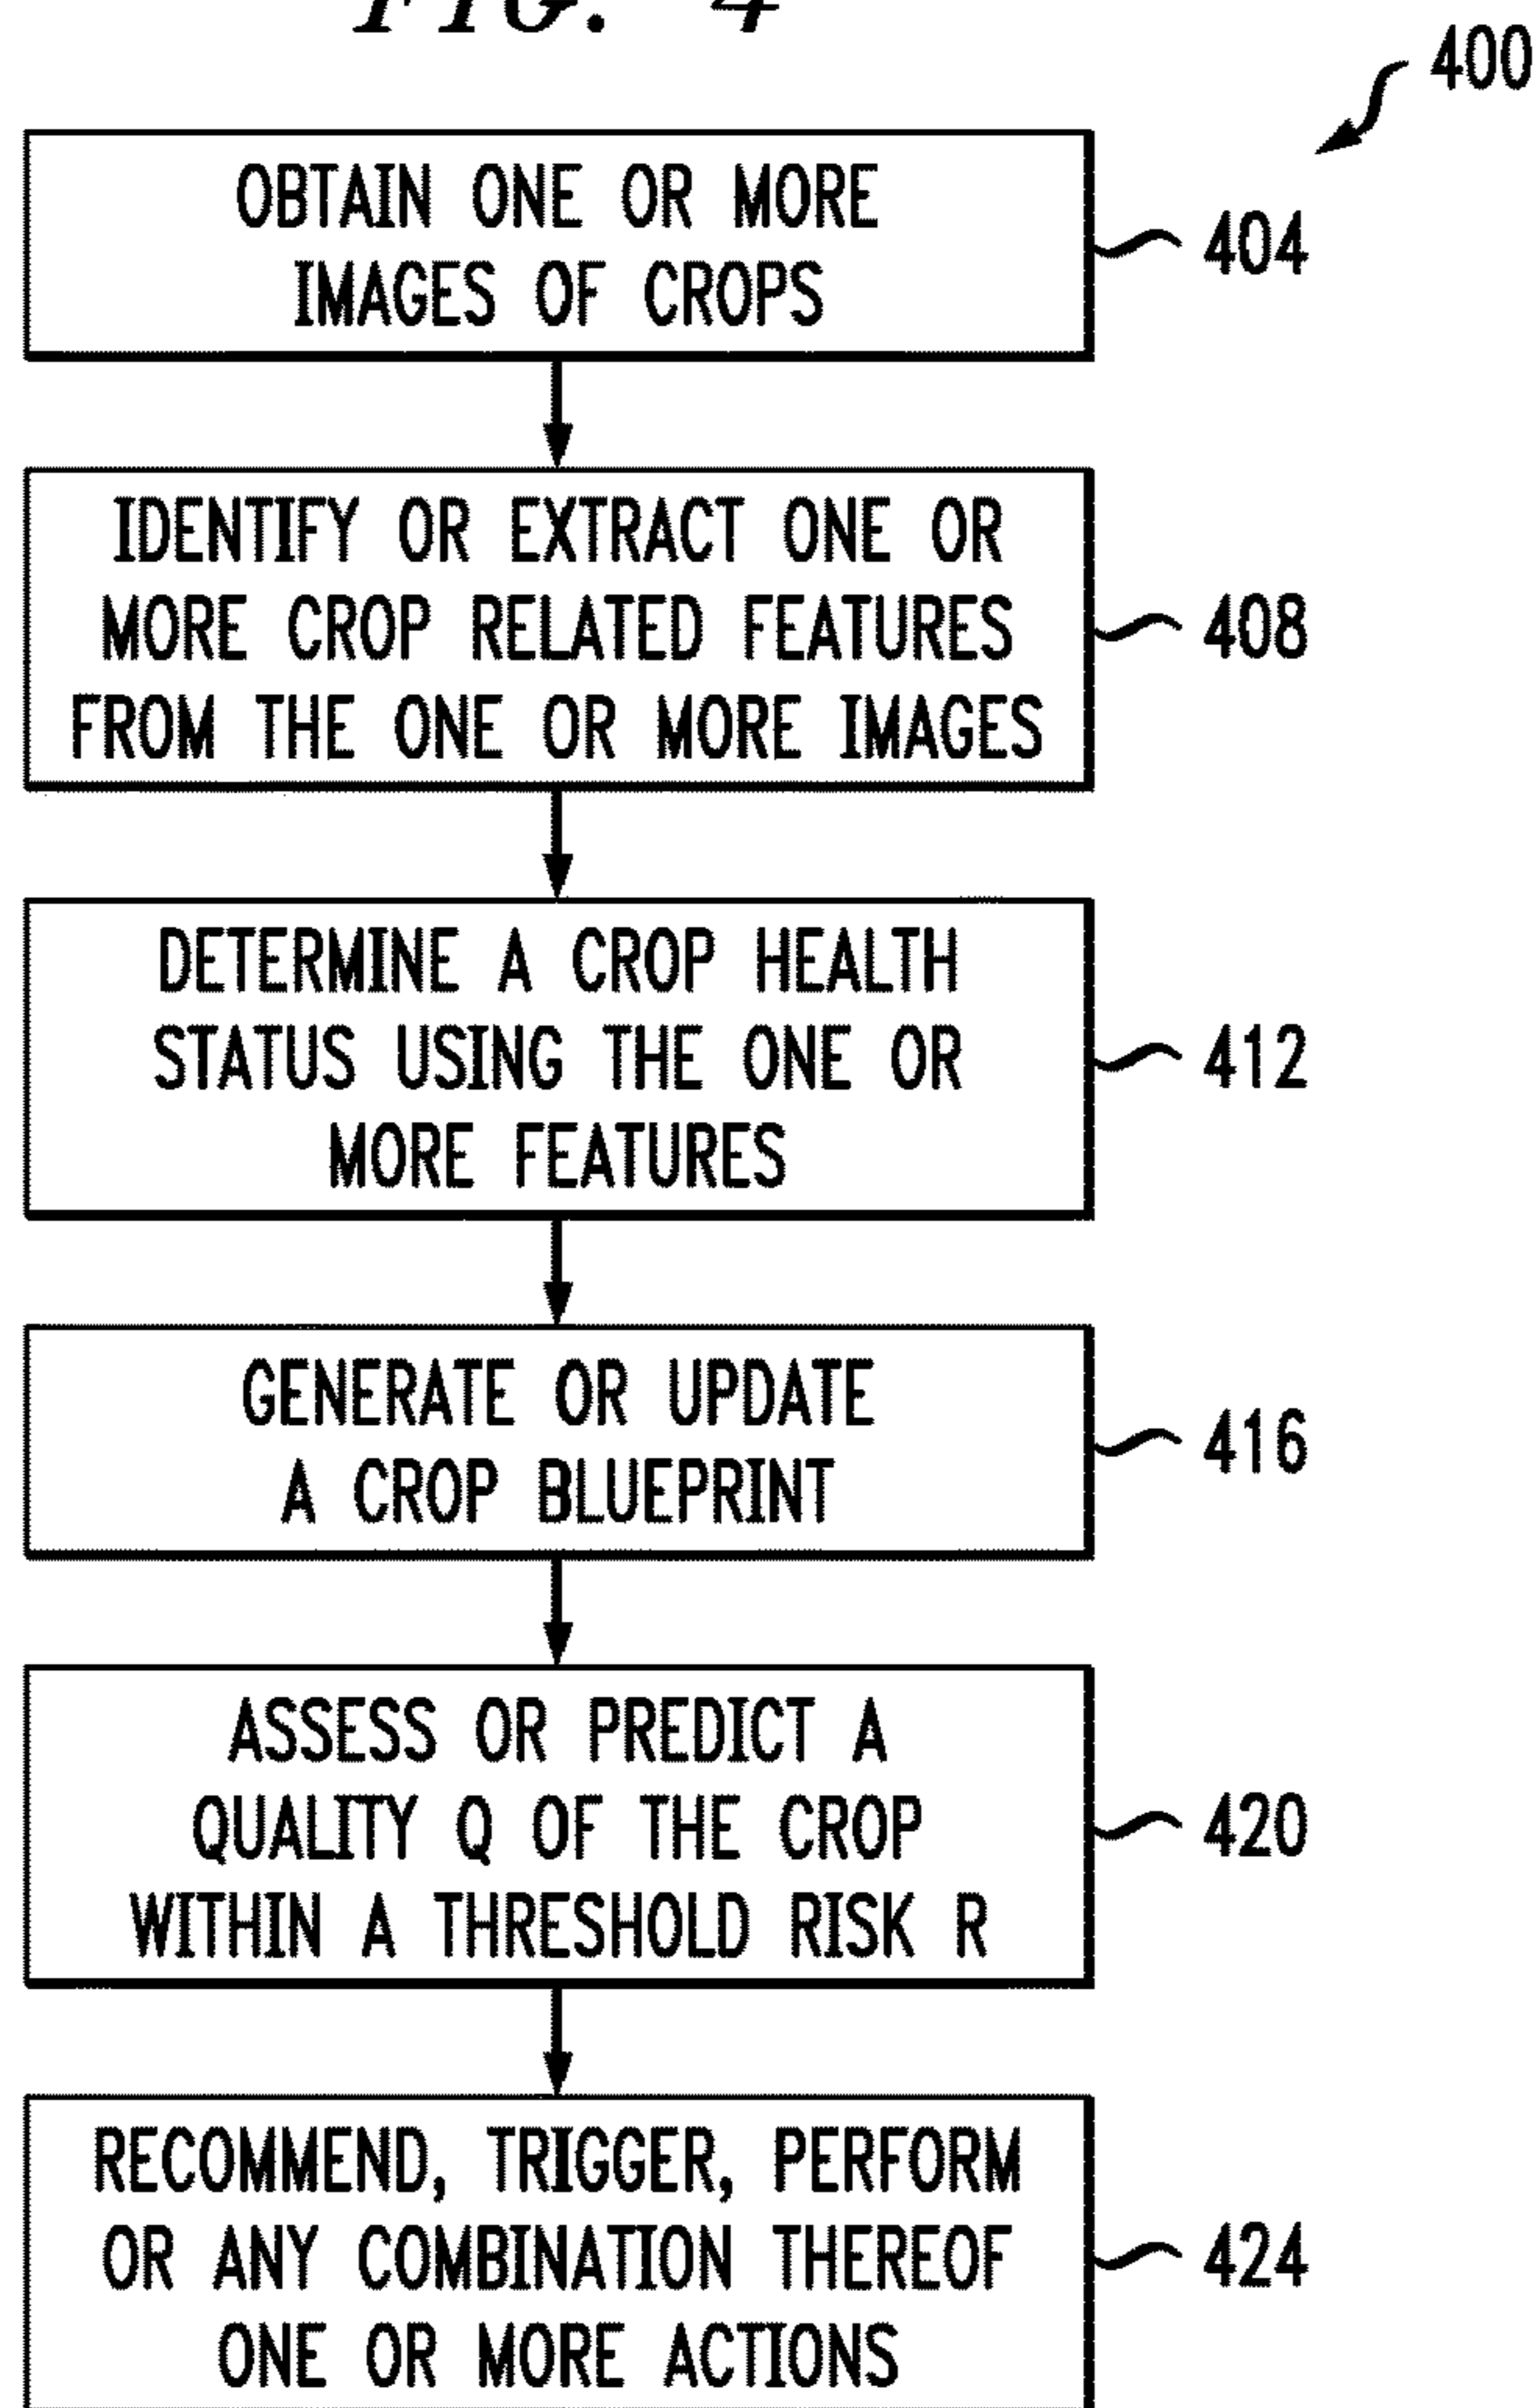 FIG. 4
400
OBTAIN ONE OR MORE
IMAGES OF CROPS
404
IDENTIFY OR EXTRACT ONE OR
MORE CROP RELATED FEATURES
FROM THE ONE OR MORE IMAGES
408
DETERMINE A CROP HEALTH
STATUS USING THE ONE OR
MORE FEATURES
412
GENERATE OR UPDATE
A CROP BLUEPRINT
416
ASSESS OR PREDICT A
QUALITY Q OF THE CROP
WITHIN A THRESHOLD RISK R
420
RECOMMEND, TRIGGER, PERFORM
OR ANY COMBINATION THEREOF
ONE OR MORE ACTIONS
424